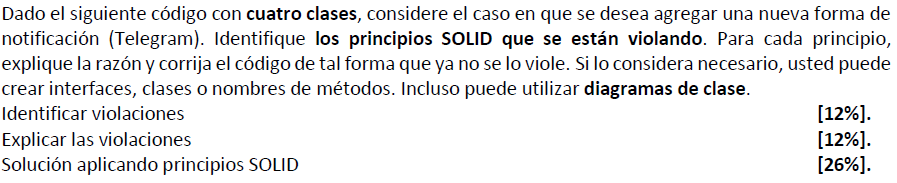 Dado el siguiente código con cuatro clases, considere el caso en que se desea agregar una nueva forma de
notificación (Telegram). Identifique los principios SOLID que se están violando. Para cada principio,
explique la razón y corrija el código de tal forma que ya no se lo viole. Si lo considera necesario, usted puede
crear interfaces, clases o nombres de métodos. Incluso puede utilizar diagramas de clase.
Identificar violaciones [12%].
Explicar las violaciones [12%].
Solución aplicando principios SOLID [26%].